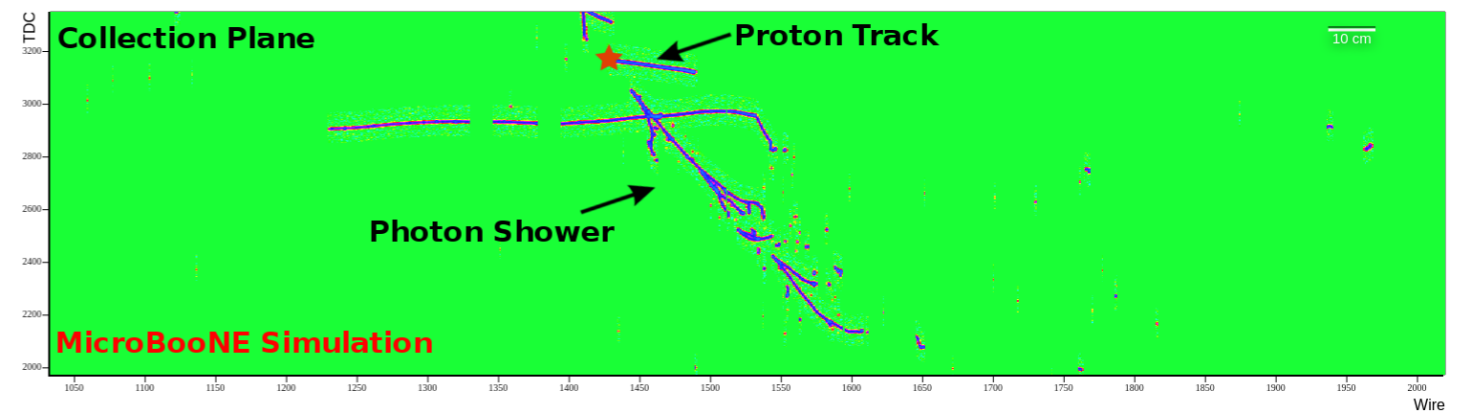 TDC
Collection Plane
Proton Track
10 cm
3200
3000
2800
2600
2400
2200
2000
Photon Shower
MicroBooNE Simulation
1050 1100 1150 1200 1250 1300 1350 1400 1450 1500 1550 1600 1650 1700 1750 1800 1850 1900 1950 2000
Wire